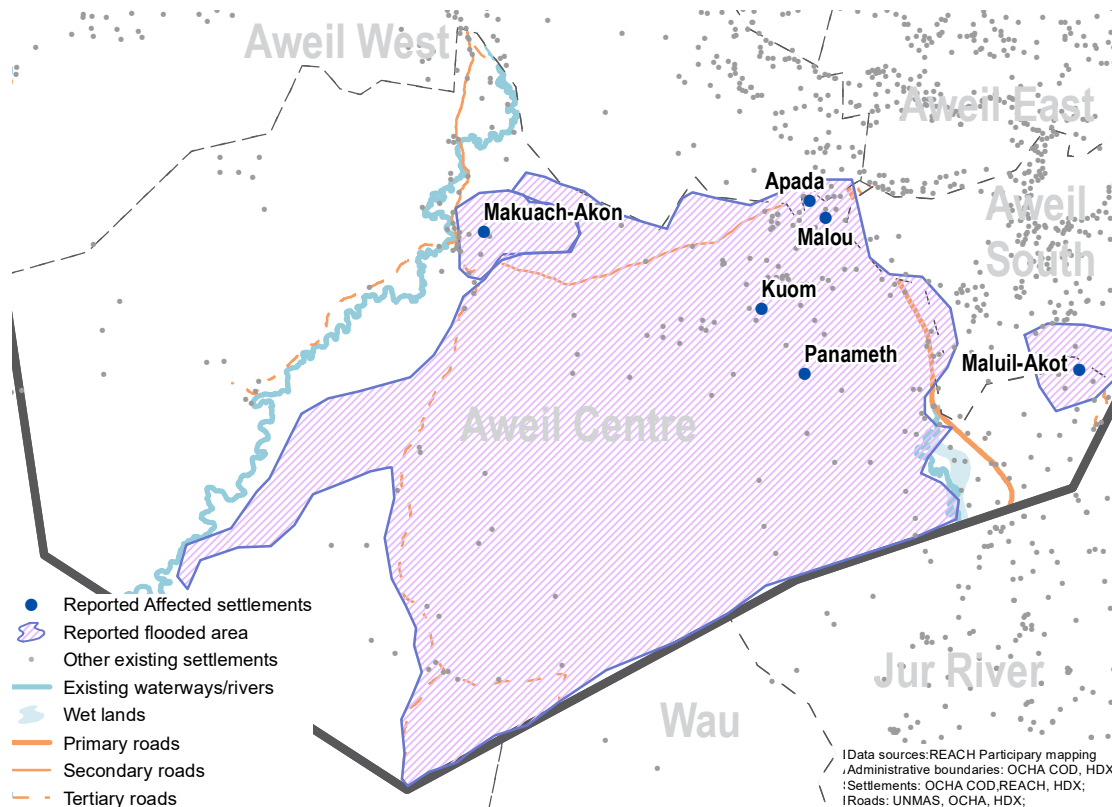 Aweil West
Aweil East
Apada
Aweil
South
Makuach-Akon
Malou
Kuom
Panameth
Maluil-Akot
Aweil Centre
Reported Affected settlements
Reported flooded area
Other existing settlements
Existing waterways/rivers
Wet lands
Primary roads
Secondary roads
Tertiary roads
Jur River
Wau
Data sources:REACH Participary mapping
Administrative boundaries: OCHA COD, HDX
Settlements: OCHA COD,REACH, HDX;
Roads: UNMAS, OCHA, HDX;